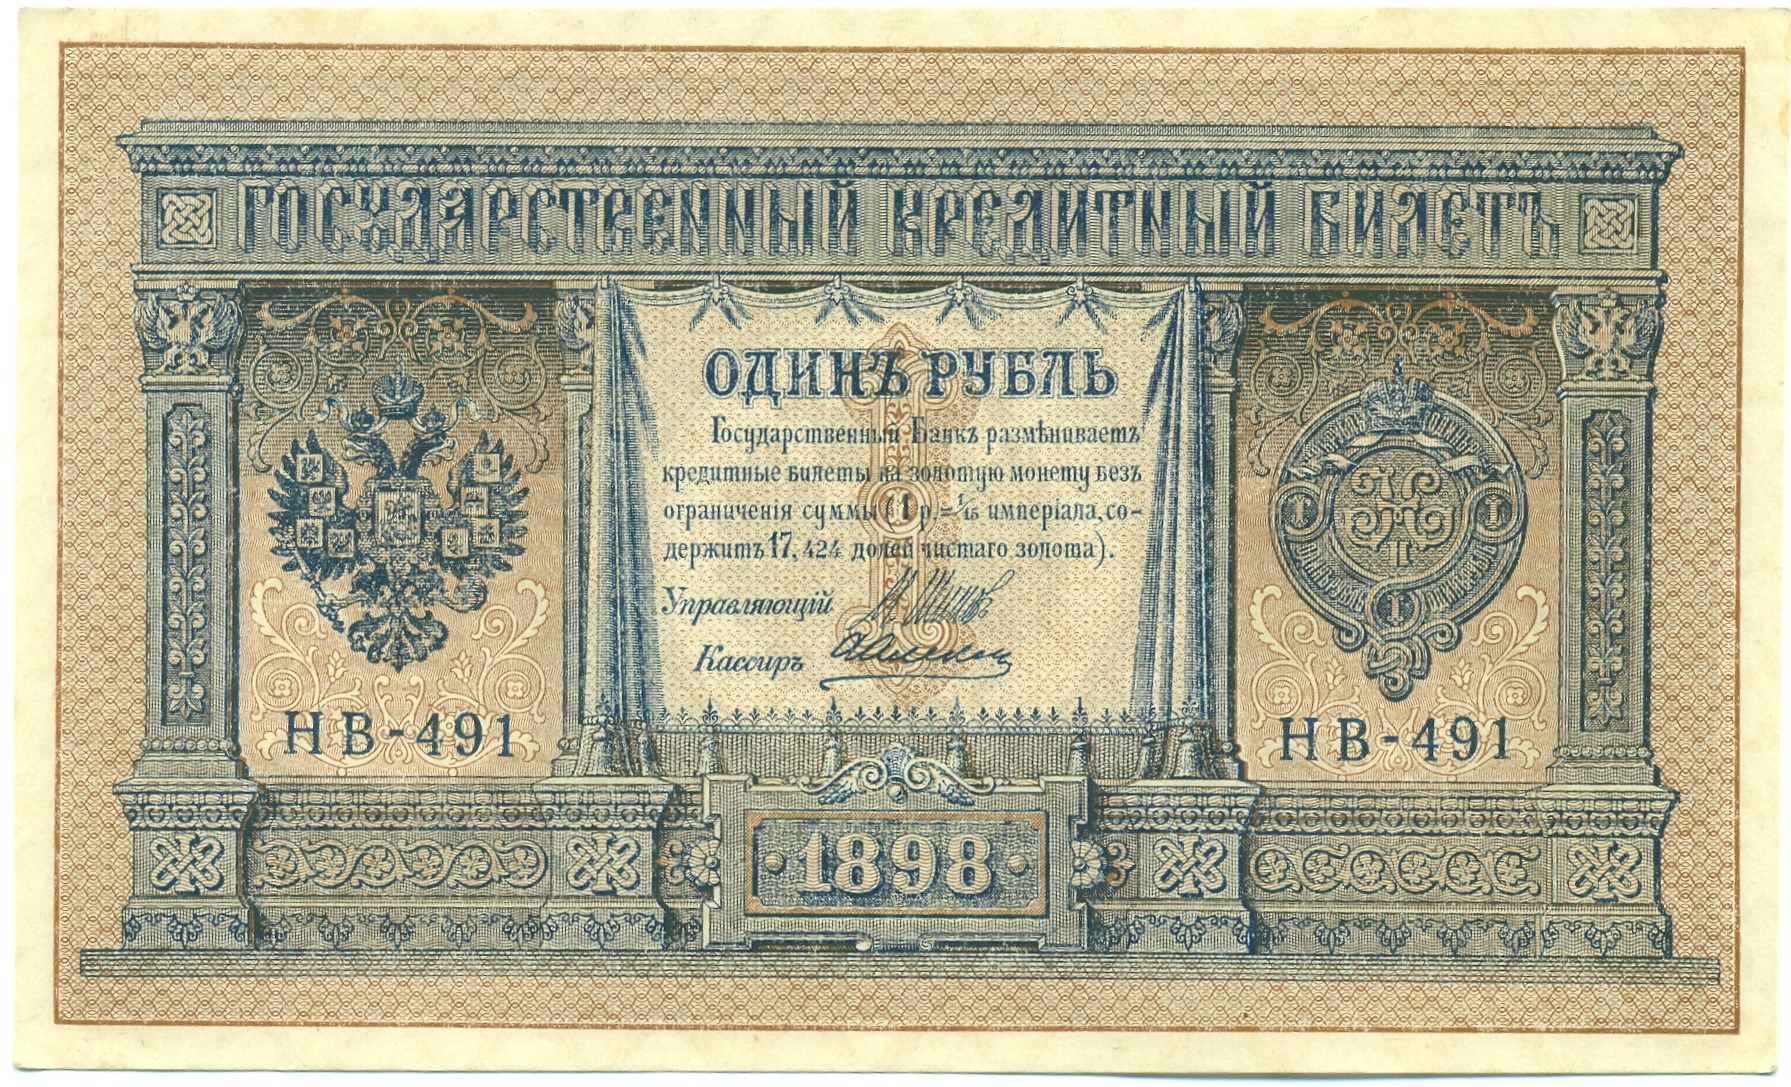 ГОСУДАРСТВЕННЫЙ КРЕДИТНЫЙ БИЛЕТЪ
ОДИНЪ РУБЛЬ
Государственный Банкъ размѣниваетъ
кредитные билеты на золотую монету безъ
ограниченія суммы (1 р.=1/15 имперіала, со-
держитъ 17,424 долей чистаго золота).
Управляющій
Кассиръ
НВ-491
НВ-491
1898